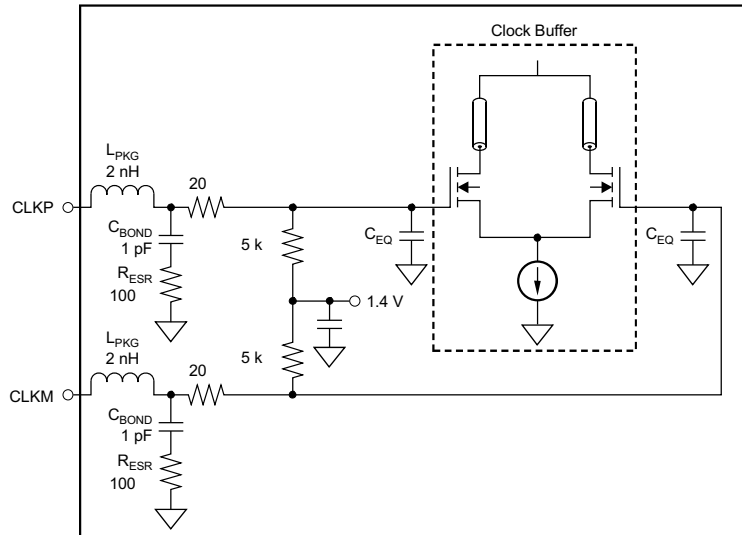 Clock Buffer
L_PKG
2 nH
20
CLKP
C_BOND
1 pF
5 k
C_EQ
C_EQ
R_ESR
100
1.4 V
L_PKG
2 nH
20
5 k
CLKM
C_BOND
1 pF
R_ESR
100